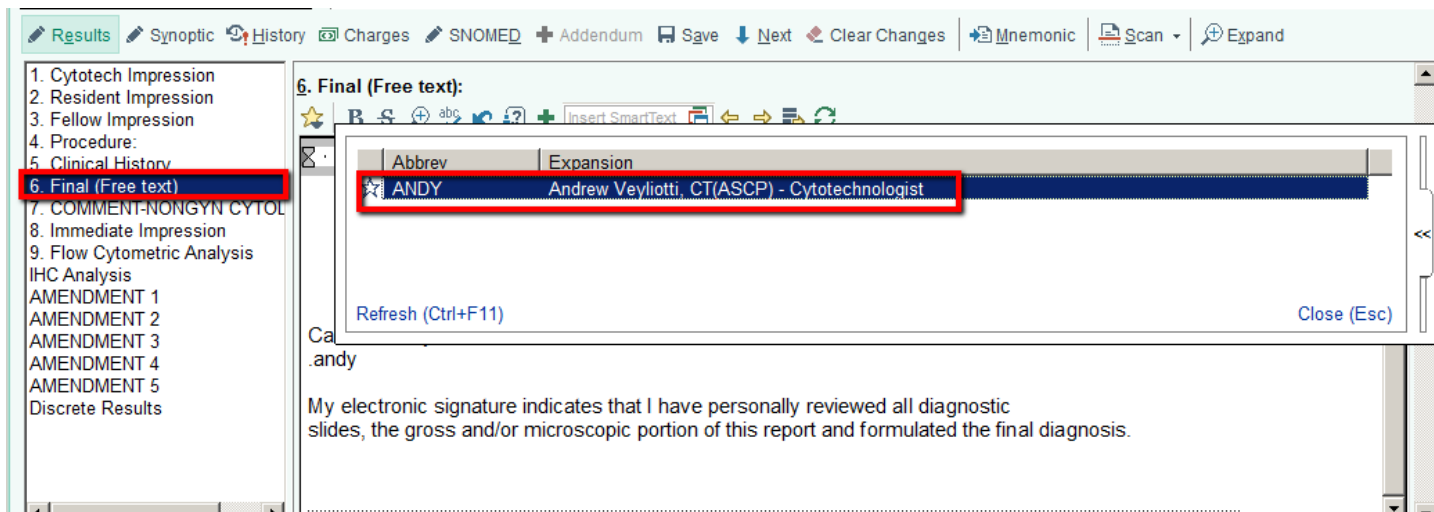 Results Synoptic History Charges SNOMED Addendum Save Next Clear Changes Mnemonic Scan Expand
1. Cytotech Impression
2. Resident Impression
3. Fellow Impression
4. Procedure:
5. Clinical History
6. Final (Free text)
7. COMMENT-NONGYN CYTOL
8. Immediate Impression
9. Flow Cytometric Analysis
IHC Analysis
AMENDMENT 1
AMENDMENT 2
AMENDMENT 3
AMENDMENT 4
AMENDMENT 5
Discrete Results
6. Final (Free text):
B S abc Insert SmartText
Abbrev Expansion
ANDY Andrew Veyliotti, CT(ASCP) - Cytotechnologist
<<
Refresh (Ctrl+F11) Close (Esc)
Ca
.andy
My electronic signature indicates that I have personally reviewed all diagnostic
slides, the gross and/or microscopic portion of this report and formulated the final diagnosis.